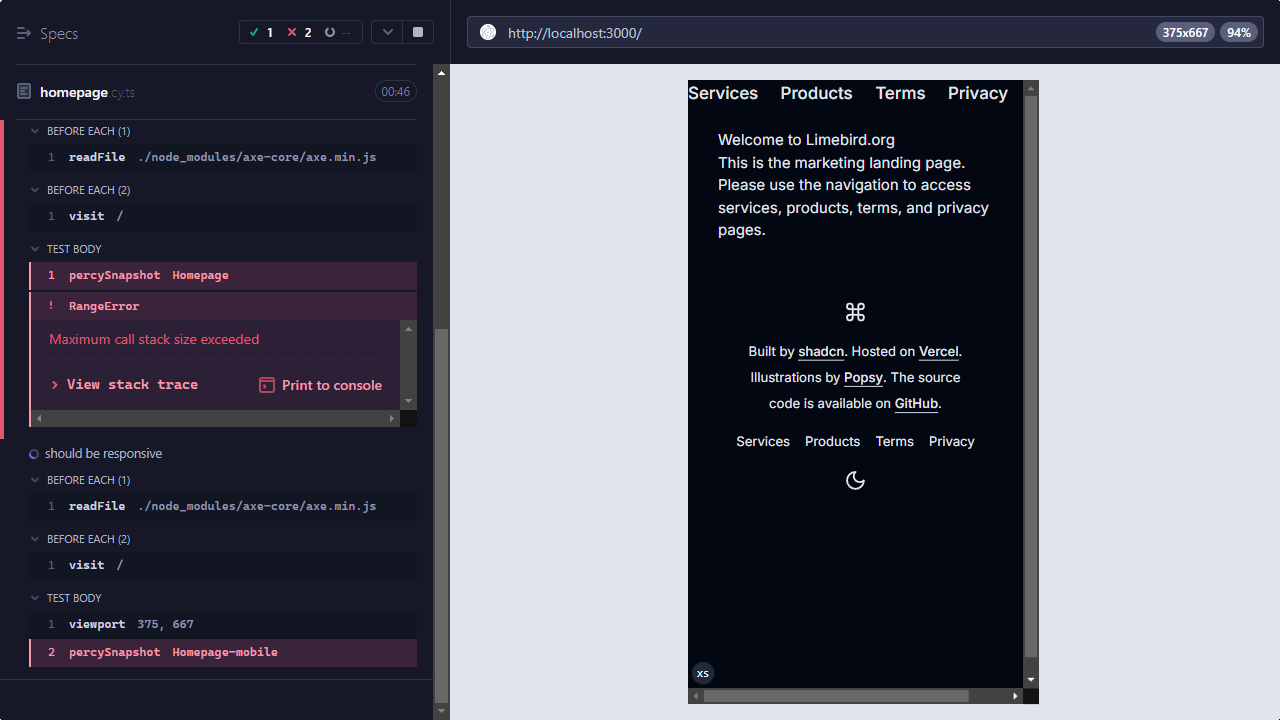 Specs
1
2
--
http://localhost:3000/
375x667
94%
homepage.cy.ts
00:46
BEFORE EACH (1)
1 readFile ./node_modules/axe-core/axe.min.js
BEFORE EACH (2)
1 visit /
TEST BODY
1 percySnapshot Homepage
! RangeError
Maximum call stack size exceeded
> View stack trace
Print to console
should be responsive
BEFORE EACH (1)
1 readFile ./node_modules/axe-core/axe.min.js
BEFORE EACH (2)
1 visit /
TEST BODY
1 viewport 375, 667
2 percySnapshot Homepage-mobile
Services Products Terms Privacy
Welcome to Limebird.org
This is the marketing landing page.
Please use the navigation to access
services, products, terms, and privacy
pages.
Built by shadcn. Hosted on Vercel.
Illustrations by Popsy. The source
code is available on GitHub.
Services Products Terms Privacy
xs